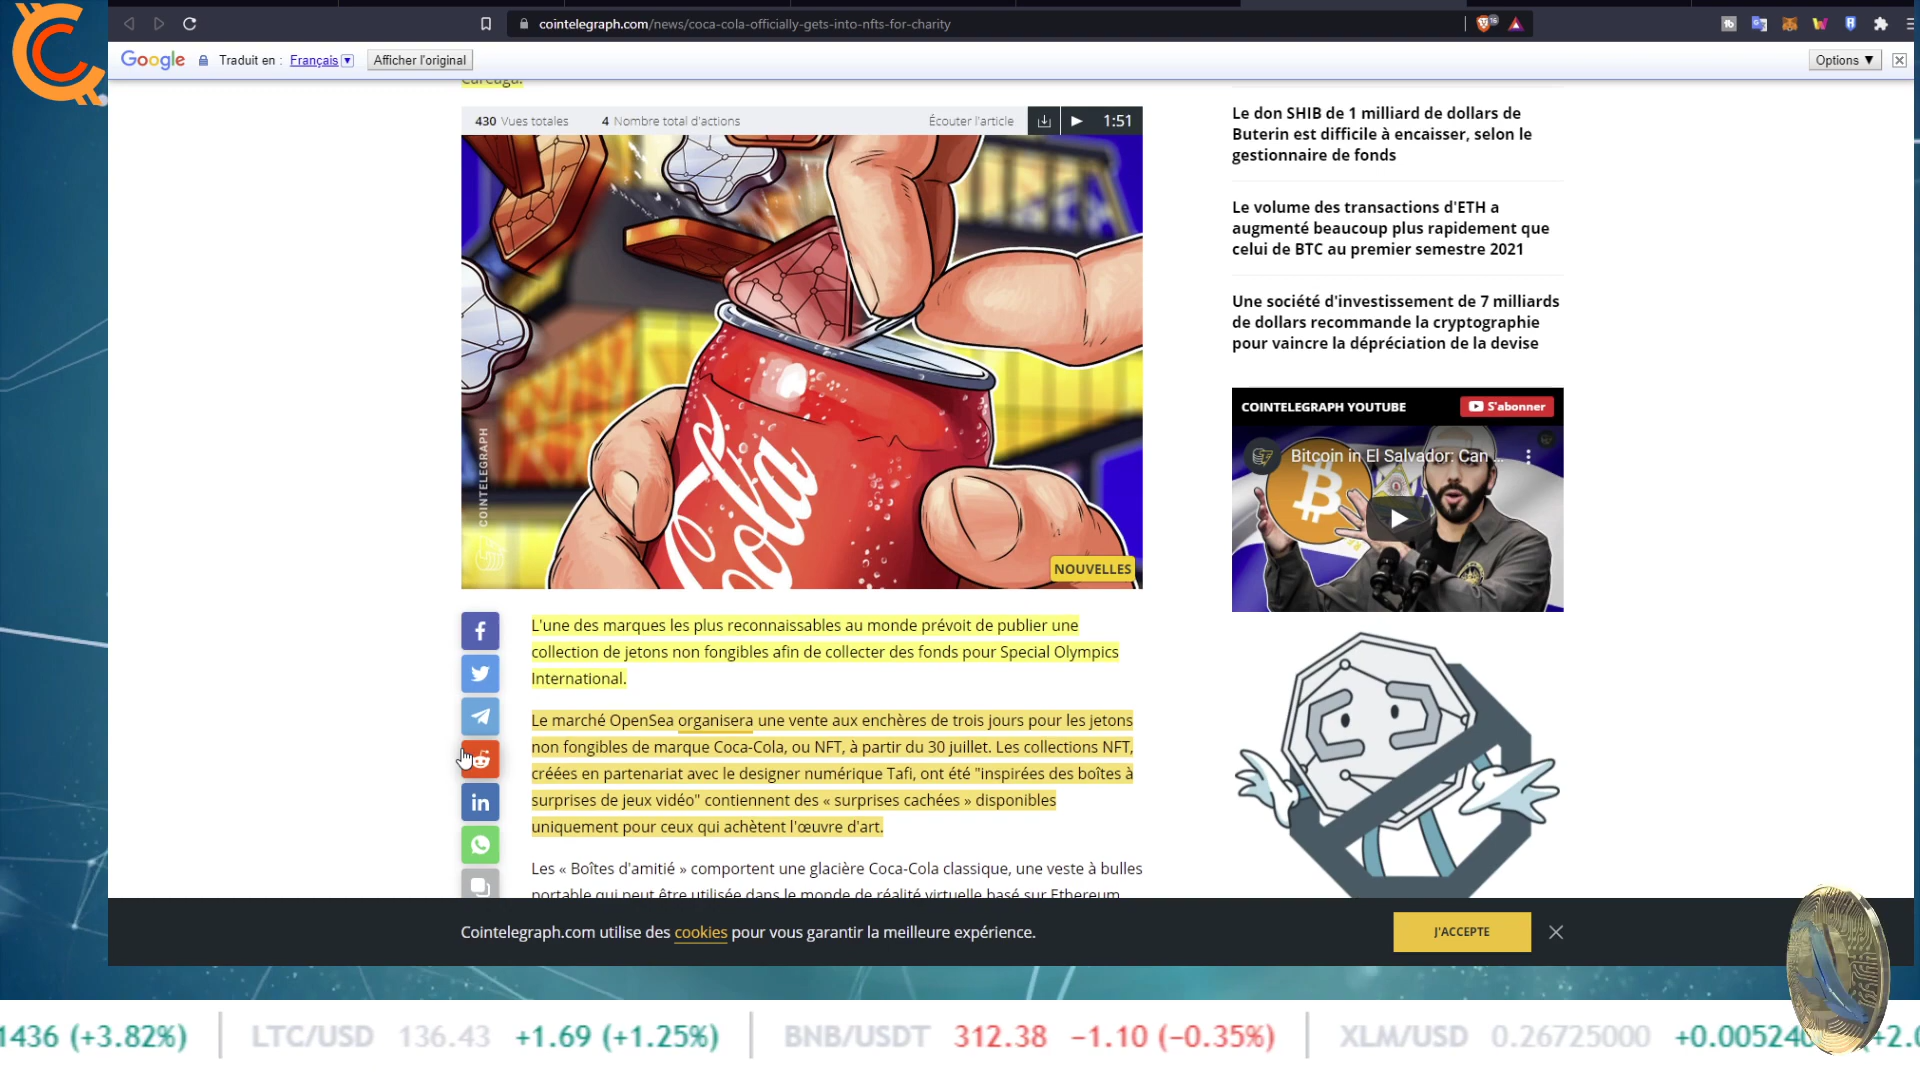 cointelegraph.com/news/coca-cola-officially-gets-into-nfts-for-charity
Google Traduit en : Français Afficher l'original
Options ▼
Careaga.
430 Vues totales 4 Nombre total d'actions Écouter l'article 1:51
COINTELEGRAPH
Cola
NOUVELLES
L'une des marques les plus reconnaissables au monde prévoit de publier une
collection de jetons non fongibles afin de collecter des fonds pour Special Olympics
International.
Le marché OpenSea organisera une vente aux enchères de trois jours pour les jetons
non fongibles de marque Coca-Cola, ou NFT, à partir du 30 juillet. Les collections NFT,
créées en partenariat avec le designer numérique Tafi, ont été "inspirées des boîtes à
surprises de jeux vidéo" contiennent des « surprises cachées » disponibles
uniquement pour ceux qui achètent l'œuvre d'art.
Les « Boîtes d'amitié » comportent une glacière Coca-Cola classique, une veste à bulles
portable qui peut être utilisée dans le monde de réalité virtuelle basé sur Ethereum
Le don SHIB de 1 milliard de dollars de
Buterin est difficile à encaisser, selon le
gestionnaire de fonds
Le volume des transactions d'ETH a
augmenté beaucoup plus rapidement que
celui de BTC au premier semestre 2021
Une société d'investissement de 7 milliards
de dollars recommande la cryptographie
pour vaincre la dépréciation de la devise
COINTELEGRAPH YOUTUBE S'abonner
Bitcoin in El Salvador: Can ...
Cointelegraph.com utilise des cookies pour vous garantir la meilleure expérience.
J'ACCEPTE
1436 (+3.82%) LTC/USD 136.43 +1.69 (+1.25%) BNB/USDT 312.38 −1.10 (−0.35%) XLM/USD 0.26725000 +0.00524